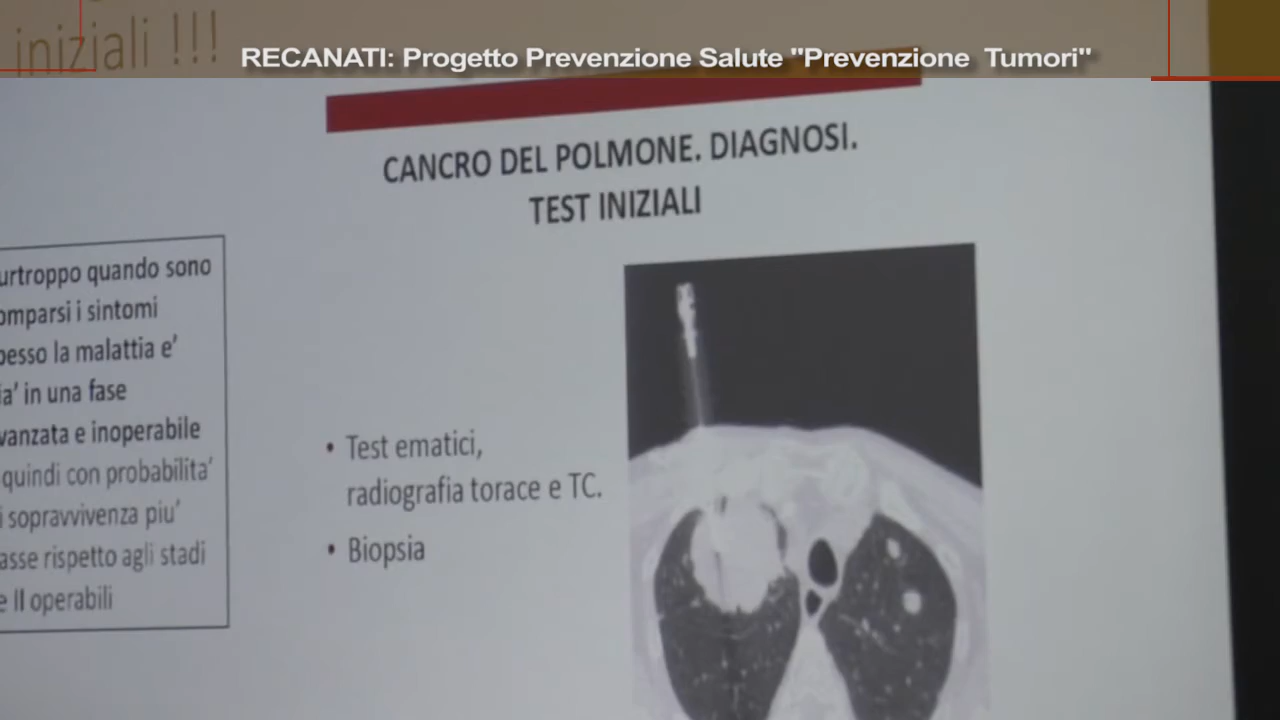 iniziali !!!
RECANATI: Progetto Prevenzione Salute "Prevenzione Tumori"
CANCRO DEL POLMONE. DIAGNOSI.
TEST INIZIALI
urtroppo quando sono
omparsi i sintomi
pesso la malattia e'
ia' in una fase
vanzata e inoperabile
quindi con probabilita'
i sopravvivenza piu'
asse rispetto agli stadi
e II operabili
• Test ematici,
radiografia torace e TC.
• Biopsia